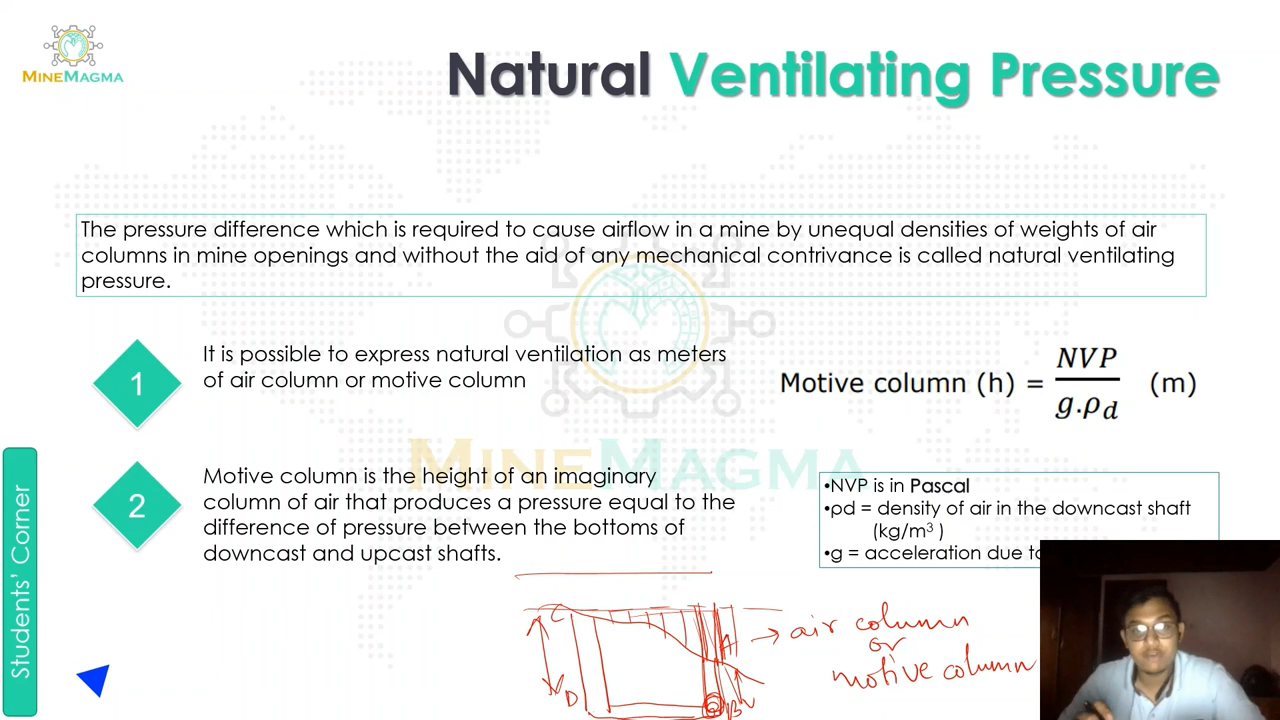 MINEMAGMA
Natural Ventilating Pressure
The pressure difference which is required to cause airflow in a mine by unequal densities of weights of air
columns in mine openings and without the aid of any mechanical contrivance is called natural ventilating
pressure.
1
It is possible to express natural ventilation as meters
of air column or motive column
Motive column (h) = NVP / g.ρd (m)
2
Motive column is the height of an imaginary
column of air that produces a pressure equal to the
difference of pressure between the bottoms of
downcast and upcast shafts.
•NVP is in Pascal
•ρd = density of air in the downcast shaft
(kg/m³ )
•g = acceleration due
MINEMAGMA
Students' Corner
C
A
D
B
→ air column
or
motive column